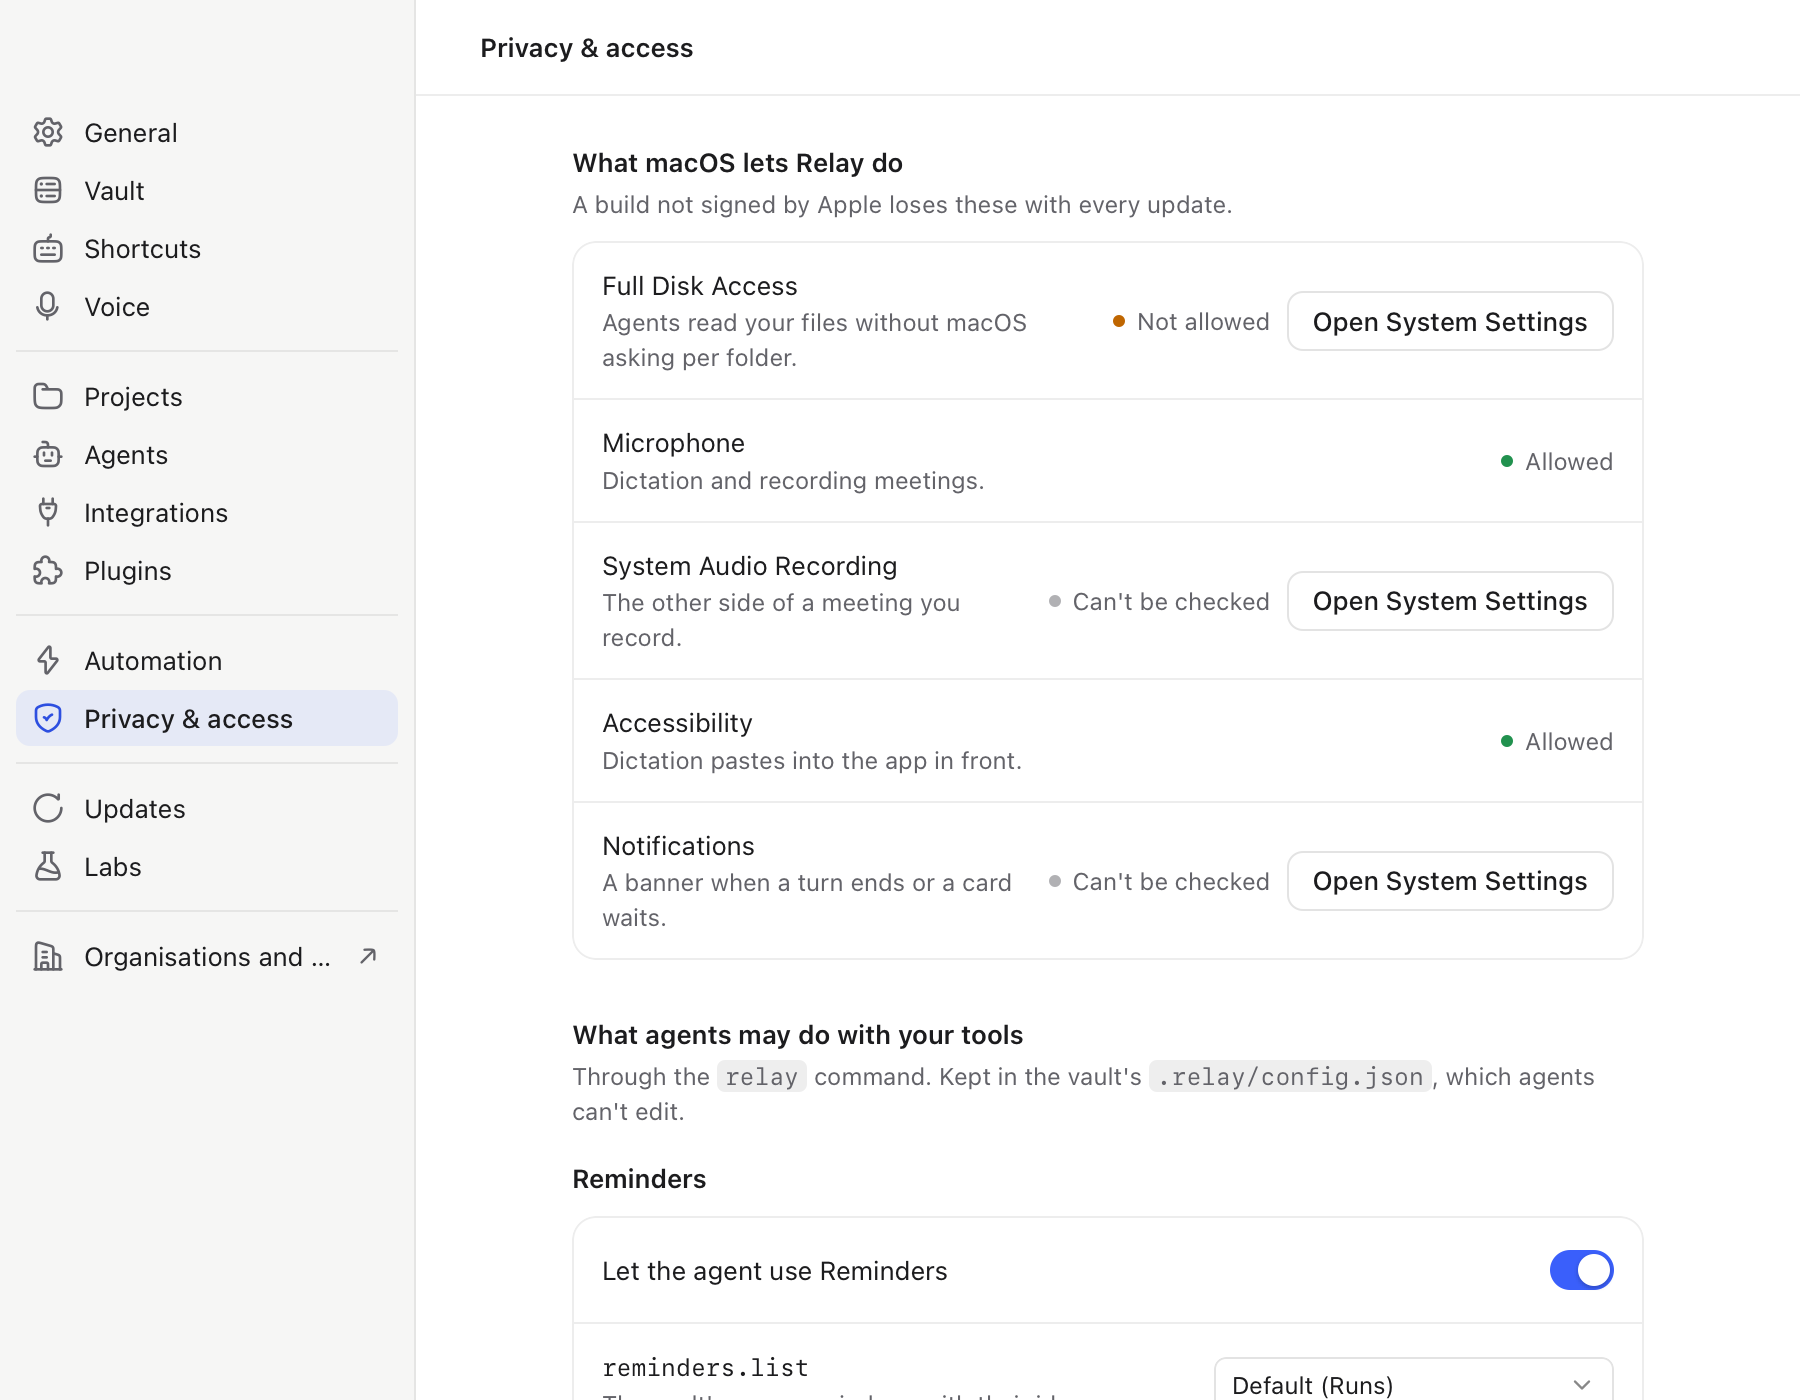 Privacy & access
General
Vault
Shortcuts
Voice
Projects
Agents
Integrations
Plugins
Automation
Privacy & access
Updates
Labs
Organisations and ...
What macOS lets Relay do
A build not signed by Apple loses these with every update.
Full Disk Access
Agents read your files without macOS
asking per folder.
Not allowed
Open System Settings
Microphone
Dictation and recording meetings.
Allowed
System Audio Recording
The other side of a meeting you
record.
Can't be checked
Open System Settings
Accessibility
Dictation pastes into the app in front.
Allowed
Notifications
A banner when a turn ends or a card
waits.
Can't be checked
Open System Settings
What agents may do with your tools
Through the relay command. Kept in the vault's .relay/config.json, which agents
can't edit.
Reminders
Let the agent use Reminders
reminders.list
Default (Runs)